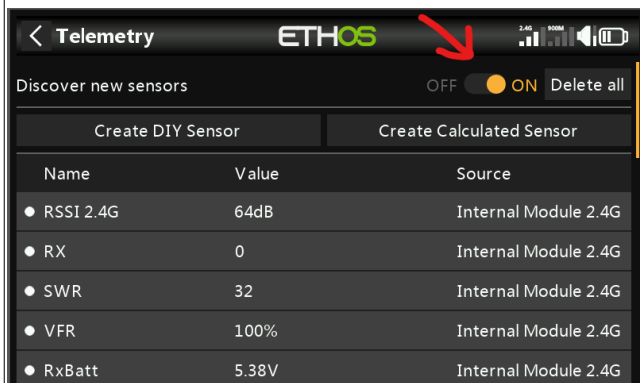 Telemetry ETHOS 2.4G 900M
Discover new sensors OFF ON Delete all
Create DIY Sensor Create Calculated Sensor
Name Value Source
RSSI 2.4G 64dB Internal Module 2.4G
RX 0 Internal Module 2.4G
SWR 32 Internal Module 2.4G
VFR 100% Internal Module 2.4G
RxBatt 5.38V Internal Module 2.4G